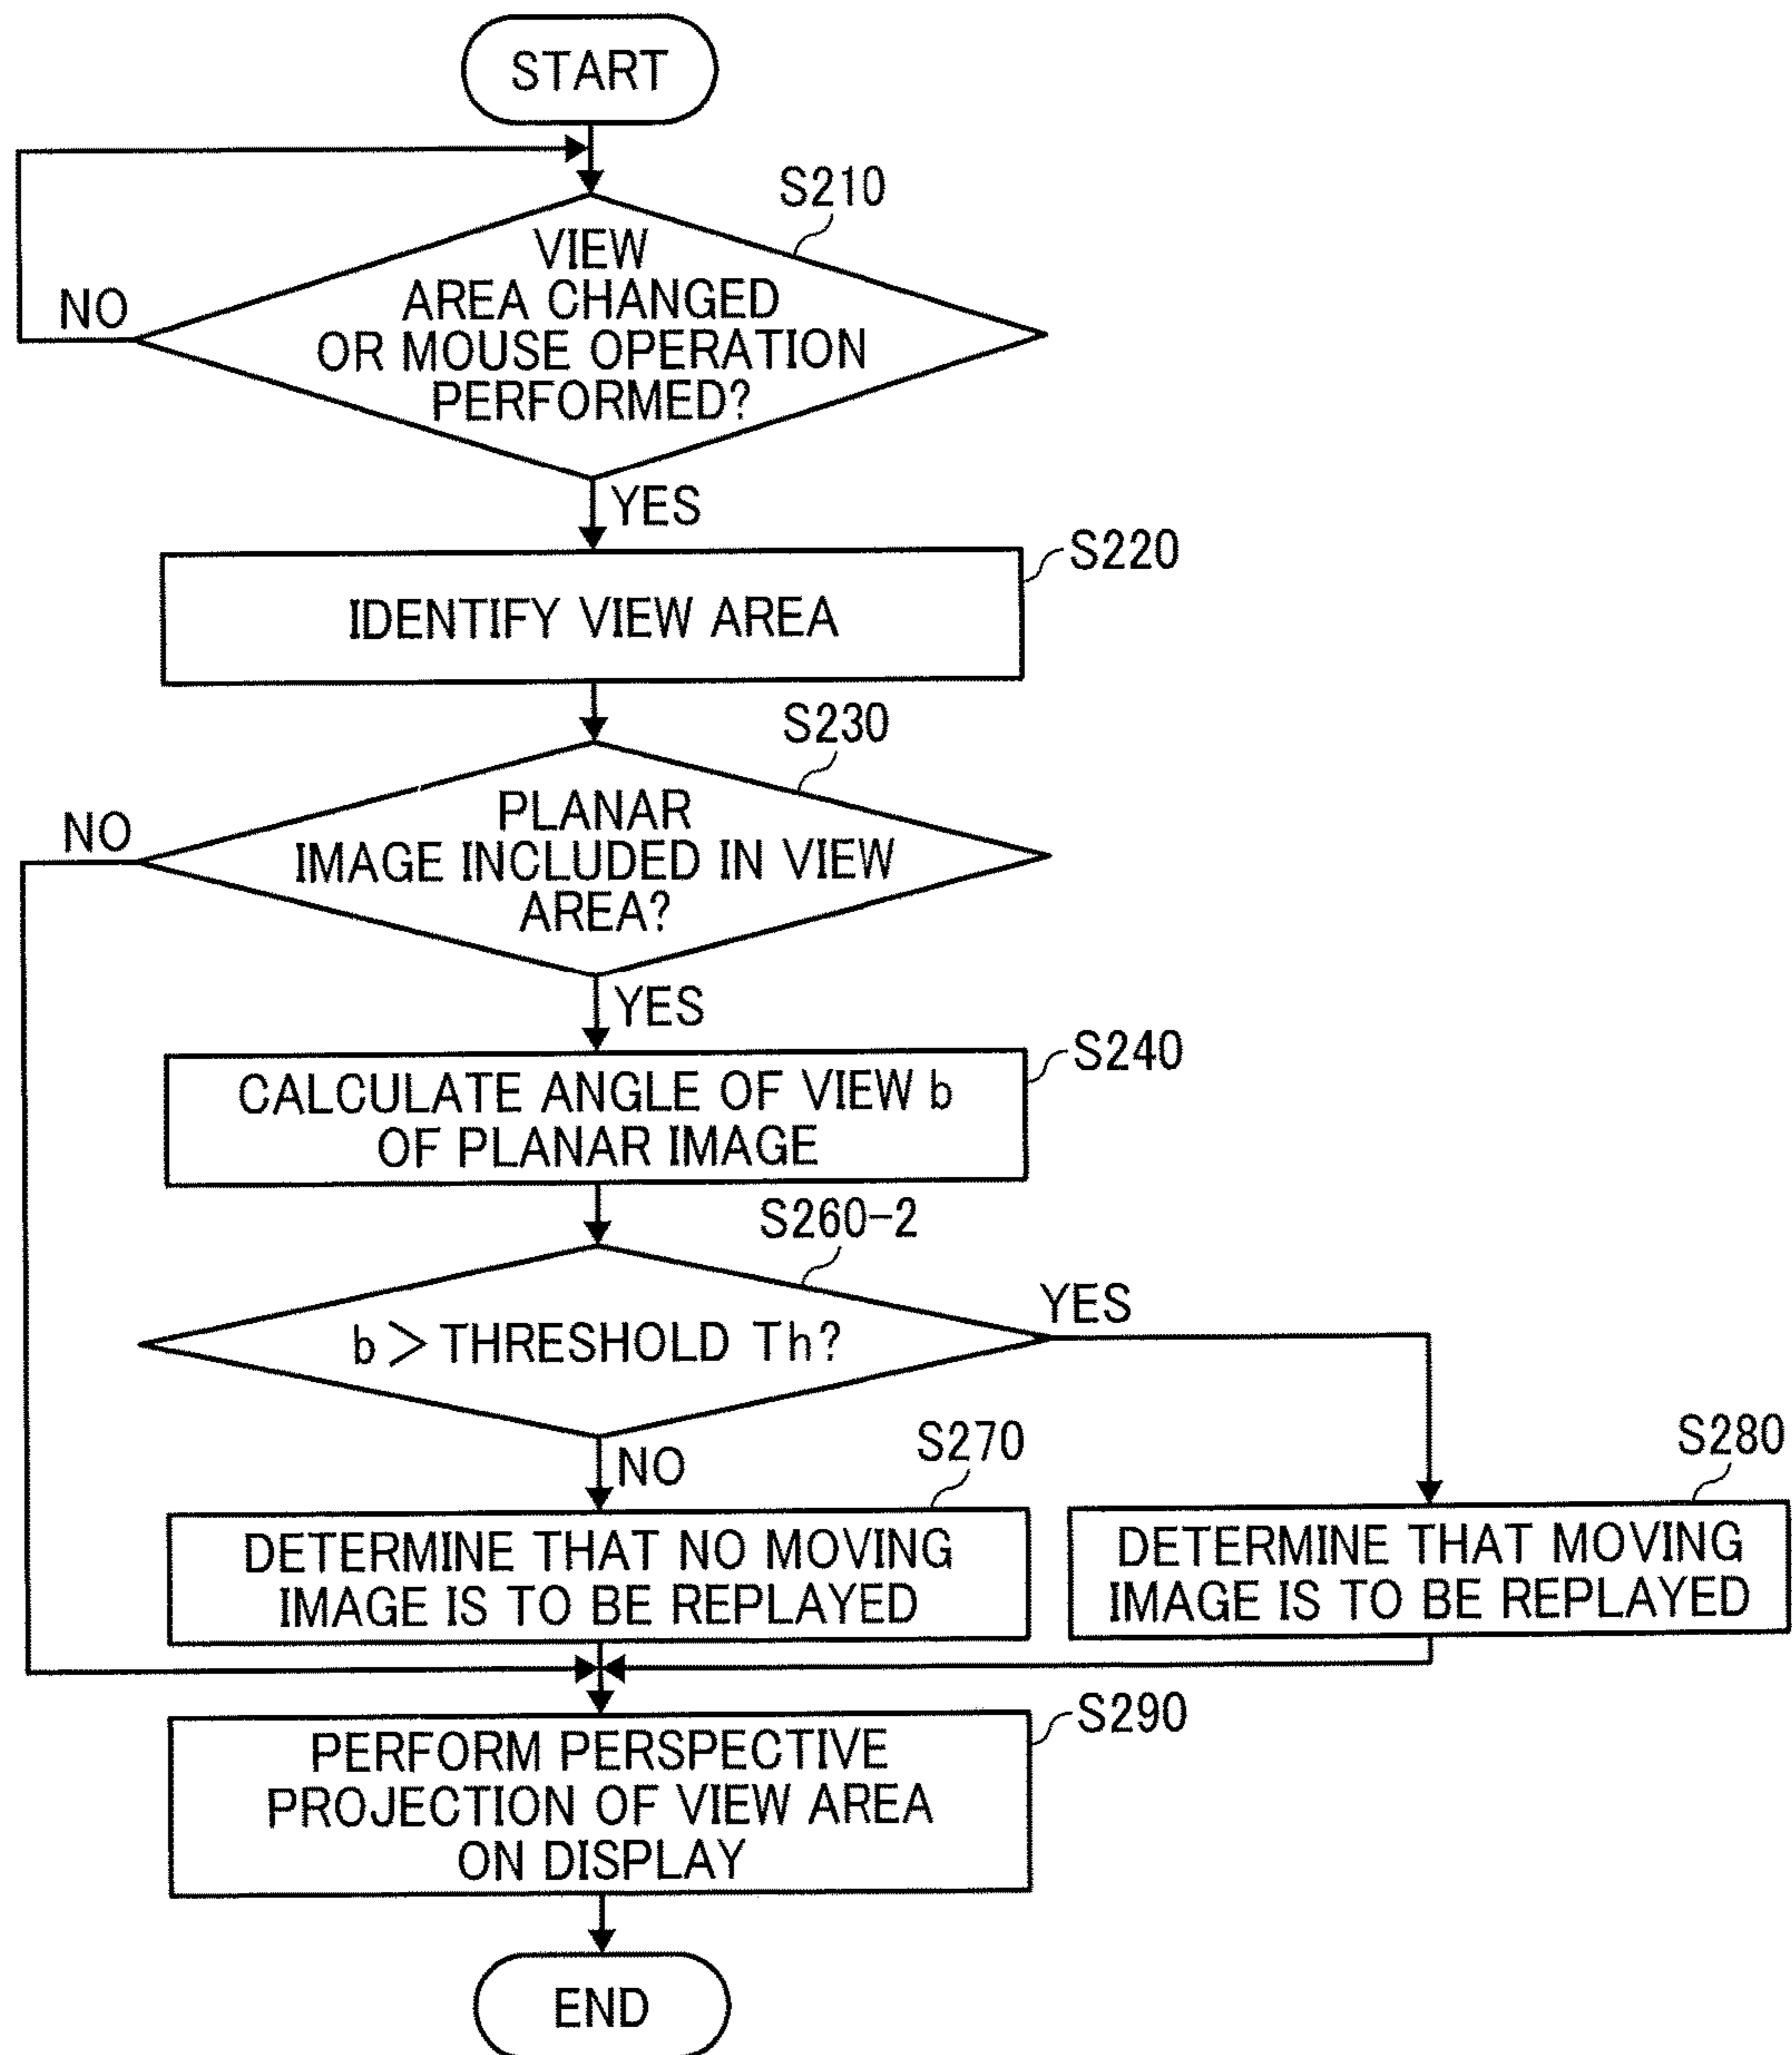 START
S210
VIEW
AREA CHANGED
OR MOUSE OPERATION
PERFORMED?
NO
YES
S220
IDENTIFY VIEW AREA
S230
PLANAR
IMAGE INCLUDED IN VIEW
AREA?
NO
YES
S240
CALCULATE ANGLE OF VIEW b
OF PLANAR IMAGE
S260-2
b > THRESHOLD Th?
YES
NO
S270
DETERMINE THAT NO MOVING
IMAGE IS TO BE REPLAYED
S280
DETERMINE THAT MOVING
IMAGE IS TO BE REPLAYED
S290
PERFORM PERSPECTIVE
PROJECTION OF VIEW AREA
ON DISPLAY
END